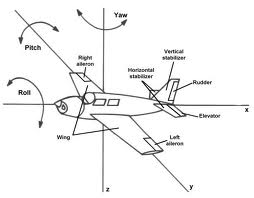 Yaw
Pitch
Right
aileron
Vertical
stabilizer
Horizontal
stabilizer
Rudder
Roll
Elevator
Wing
Left
aileron
x
z
y